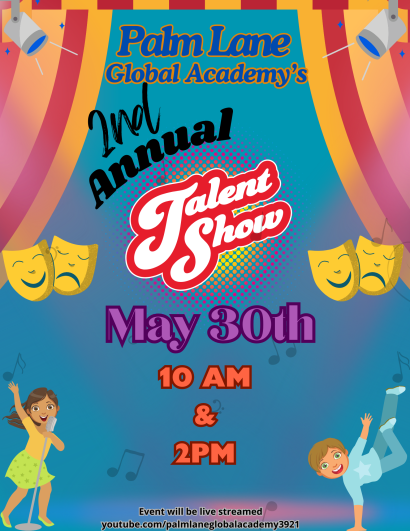 Palm Lane
Global Academy's
2nd
Annual
Talent
Show
May 30th
10 AM
&
2PM
Event will be live streamed
youtube.com/palmlaneglobalacademy3921